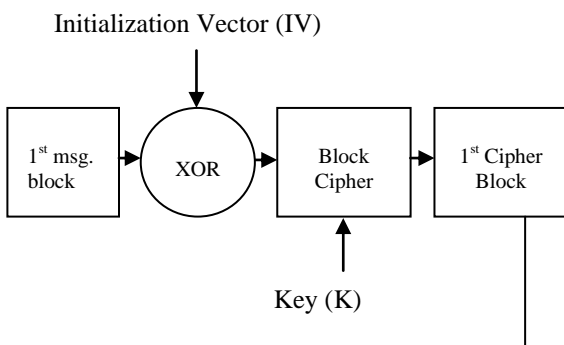 Initialization Vector (IV)
1st msg.
block
XOR
Block
Cipher
1st Cipher
Block
Key (K)